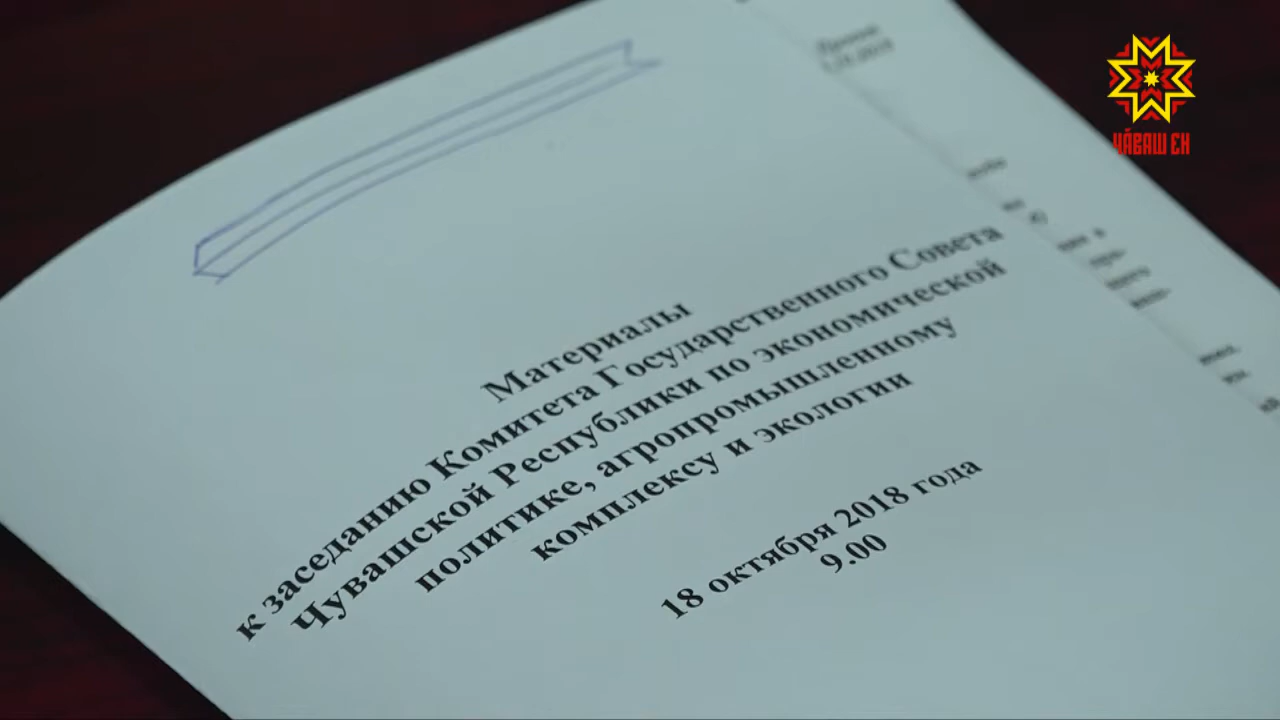 Материалы
к заседанию Комитета Государственного Совета
Чувашской Республики по экономической
политике, агропромышленному
комплексу и экологии
18 октября 2018 года
9.00
ЧӐВАШ ЕН